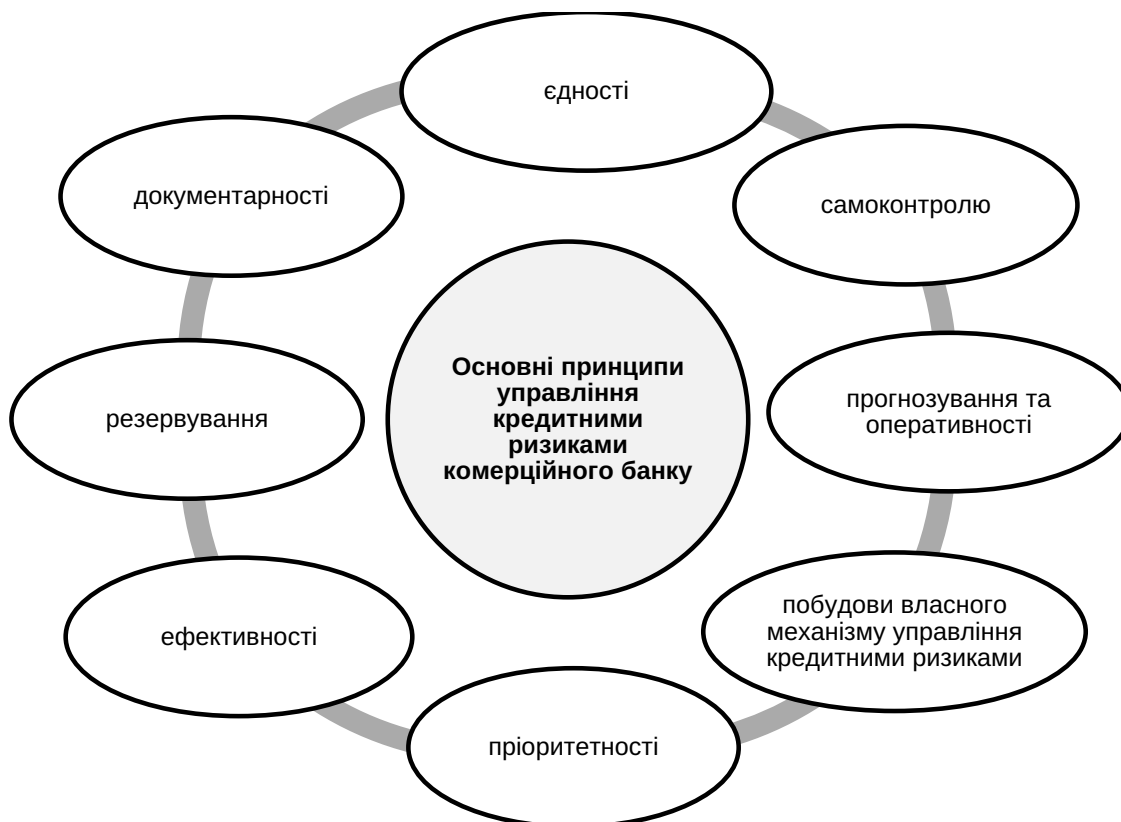 єдності
документарності
самоконтролю
резервування
Основні принципи
управління
кредитними
ризиками
комерційного банку
прогнозування та
оперативності
ефективності
побудови власного
механізму управління
кредитними ризиками
пріоритетності